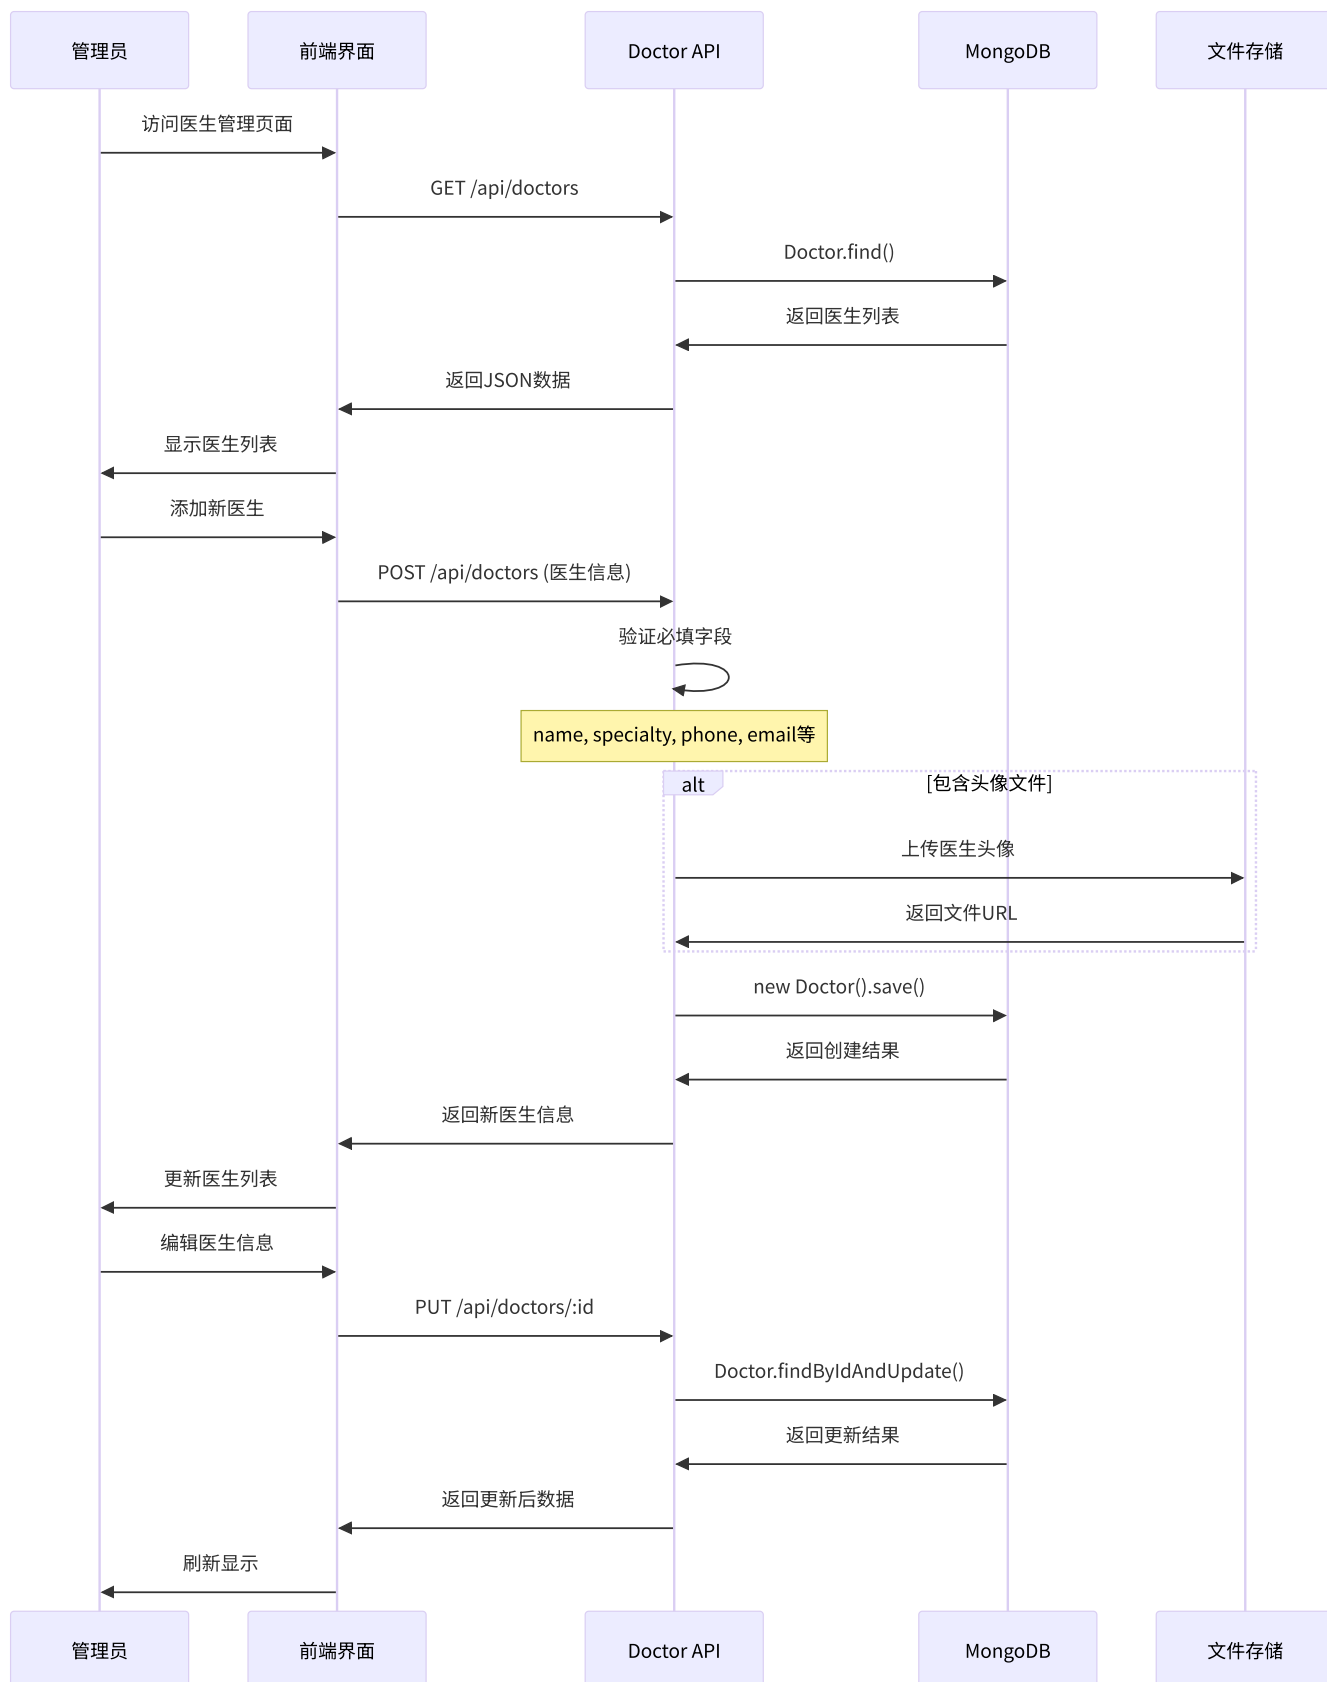 管理员
前端界面
Doctor API
MongoDB
文件存储
访问医生管理页面
GET /api/doctors
Doctor.find()
返回医生列表
返回JSON数据
显示医生列表
添加新医生
POST /api/doctors (医生信息)
验证必填字段
name, specialty, phone, email等
alt
[包含头像文件]
上传医生头像
返回文件URL
new Doctor().save()
返回创建结果
返回新医生信息
更新医生列表
编辑医生信息
PUT /api/doctors/:id
Doctor.findByIdAndUpdate()
返回更新结果
返回更新后数据
刷新显示
管理员
前端界面
Doctor API
MongoDB
文件存储